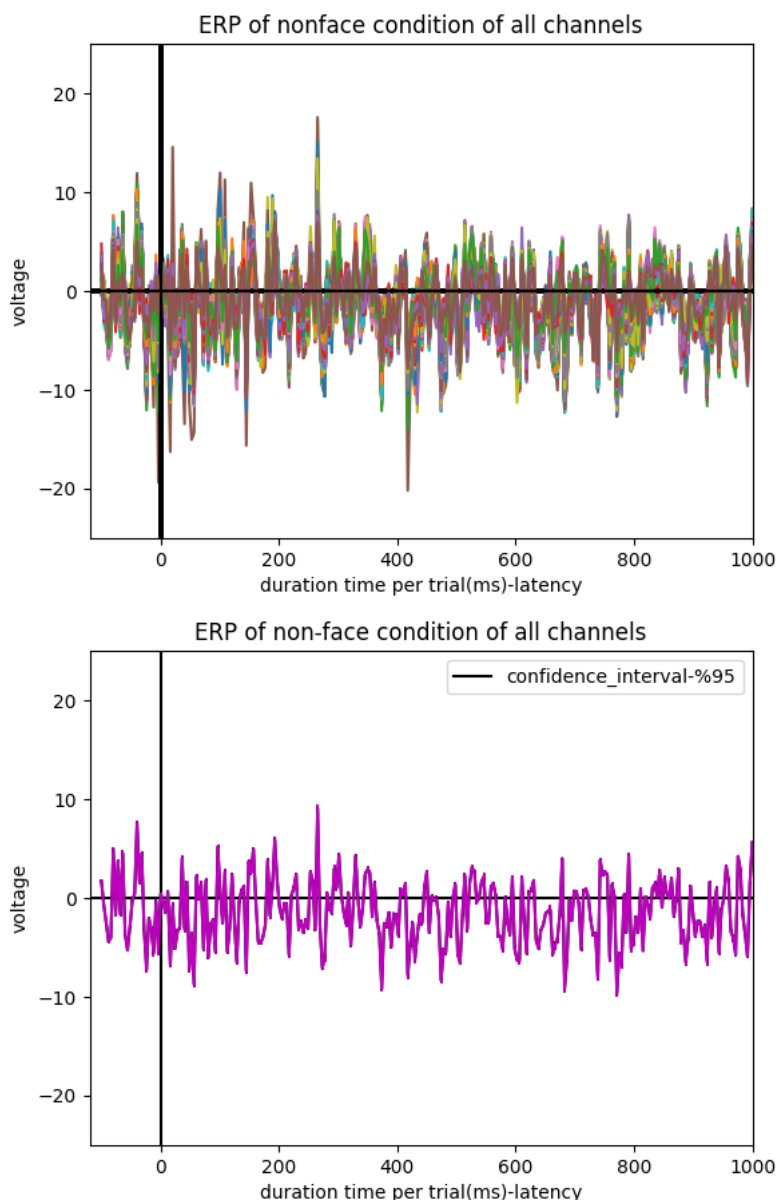 ERP of nonface condition of all channels
voltage
20
10
0
−10
−20
0 200 400 600 800 1000
duration time per trial(ms)-latency
ERP of non-face condition of all channels
confidence_interval-%95
voltage
20
10
0
−10
−20
0 200 400 600 800 1000
duration time per trial(ms)-latency